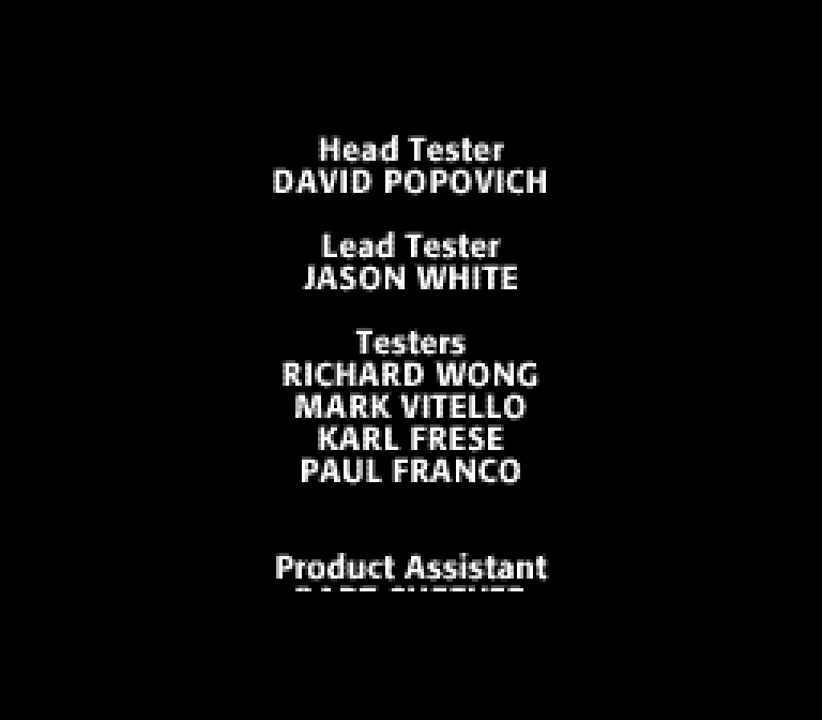 Head Tester
DAVID POPOVICH
Lead Tester
JASON WHITE
Testers
RICHARD WONG
MARK VITELLO
KARL FRESE
PAUL FRANCO
Product Assistant